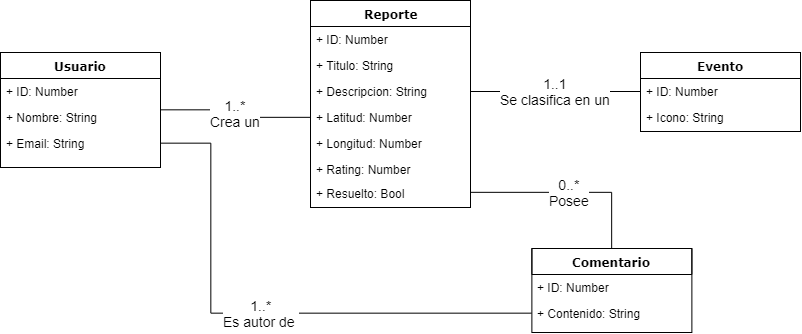 Reporte
+ ID: Number
+ Titulo: String
+ Descripcion: String
+ Latitud: Number
+ Longitud: Number
+ Rating: Number
+ Resuelto: Bool
Usuario
+ ID: Number
+ Nombre: String
+ Email: String
1..*
Crea un
1..1
Se clasifica en un
Evento
+ ID: Number
+ Icono: String
0..*
Posee
Comentario
+ ID: Number
+ Contenido: String
1..*
Es autor de